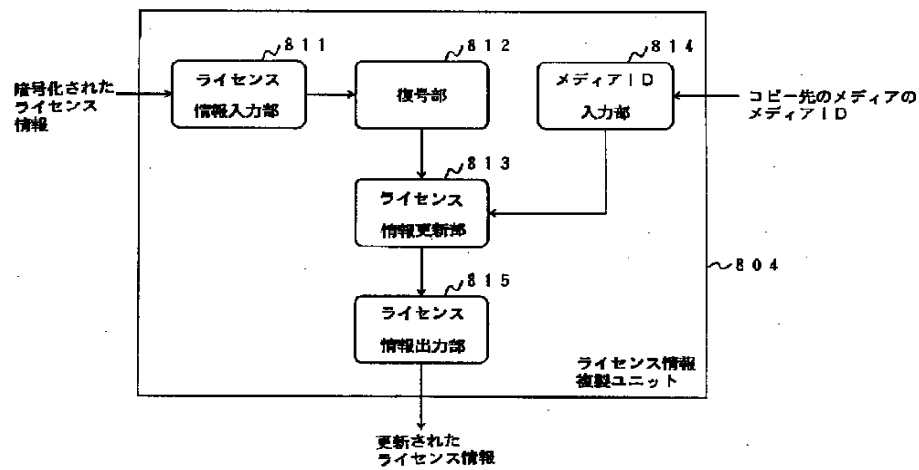 811
812
814
暗号化された
ライセンス
情報
ライセンス
情報入力部
復号部
メディアID
入力部
コピー先のメディアの
メディアID
813
ライセンス
情報更新部
804
815
ライセンス
情報出力部
ライセンス情報
複製ユニット
更新された
ライセンス情報